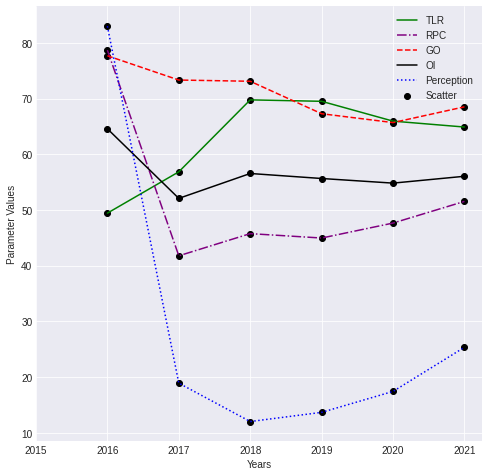 TLR
RPC
GO
OI
Perception
Scatter
Parameter Values
80
70
60
50
40
30
20
10
2015 2016 2017 2018 2019 2020 2021
Years